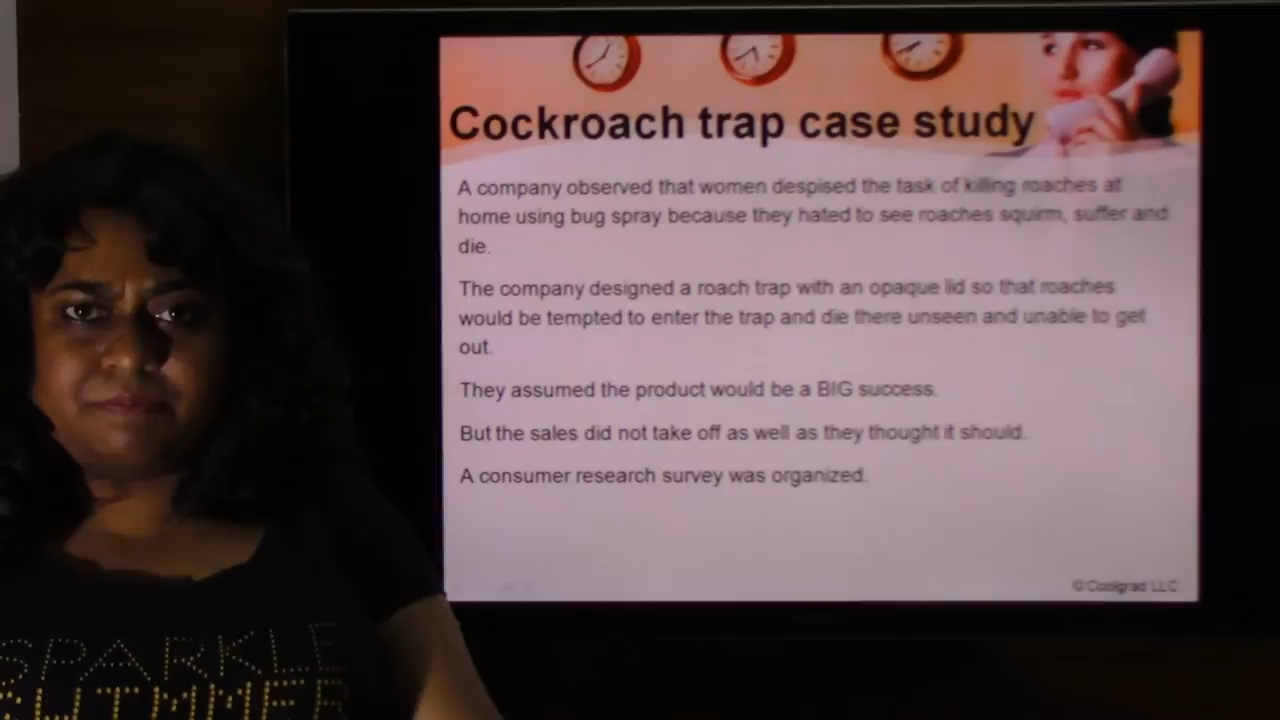 Cockroach trap case study
A company observed that women despised the task of killing roaches at
home using bug spray because they hated to see roaches squirm, suffer and
die.
The company designed a roach trap with an opaque lid so that roaches
would be tempted to enter the trap and die there unseen and unable to get
out.
They assumed the product would be a BIG success.
But the sales did not take off as well as they thought it should.
A consumer research survey was organized.
© Coolgrad LLC
SPARKLE